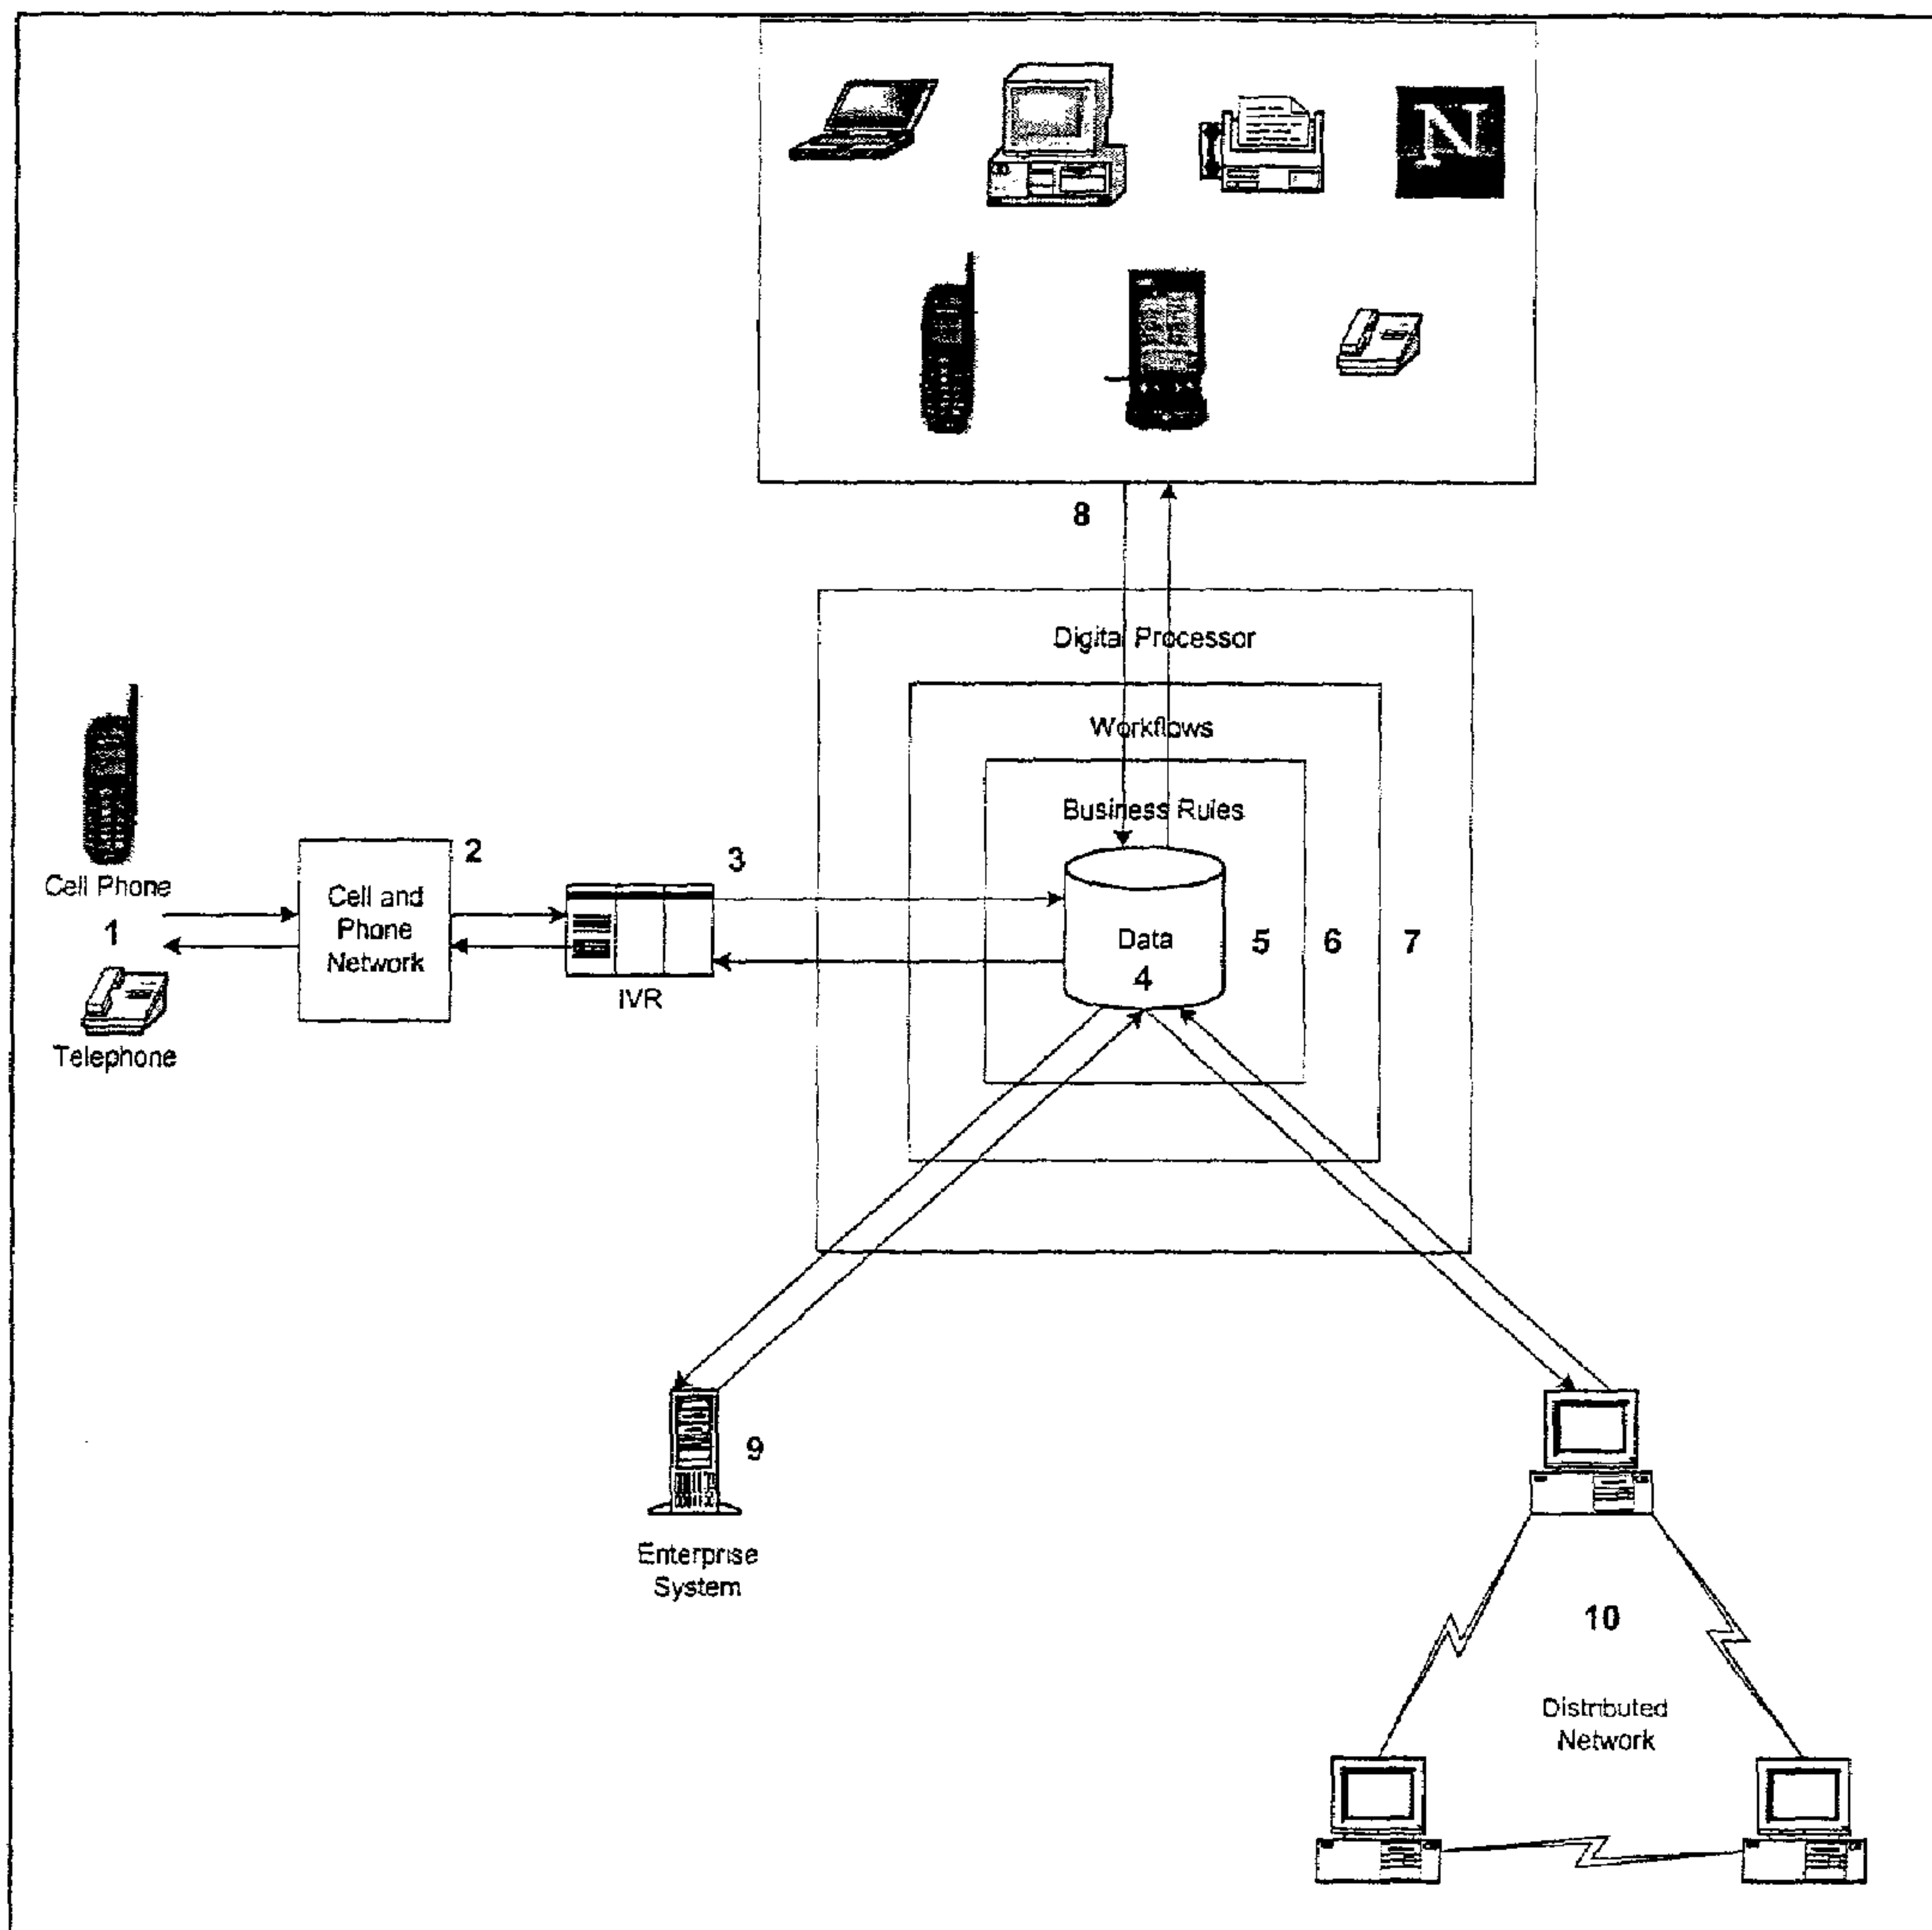 N
8
Digital Processor
Workflows
Business Rules
Cell Phone
1
Telephone
2
Cell and
Phone
Network
3
IVR
Data
4
5
6
7
9
Enterprise
System
10
Distributed
Network